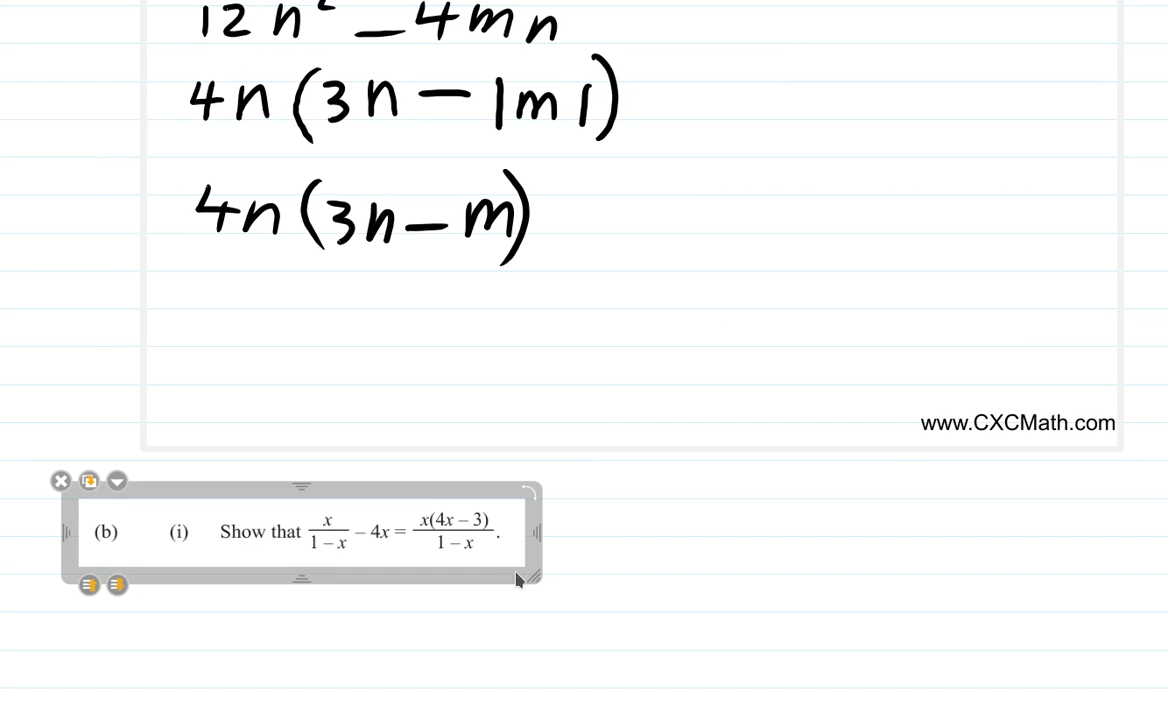 12n² - 4mn
4n(3n - 1m1)
4n(3n - m)
www.CXCMath.com
(b) (i) Show that x/(1 – x) – 4x = x(4x – 3)/(1 – x).